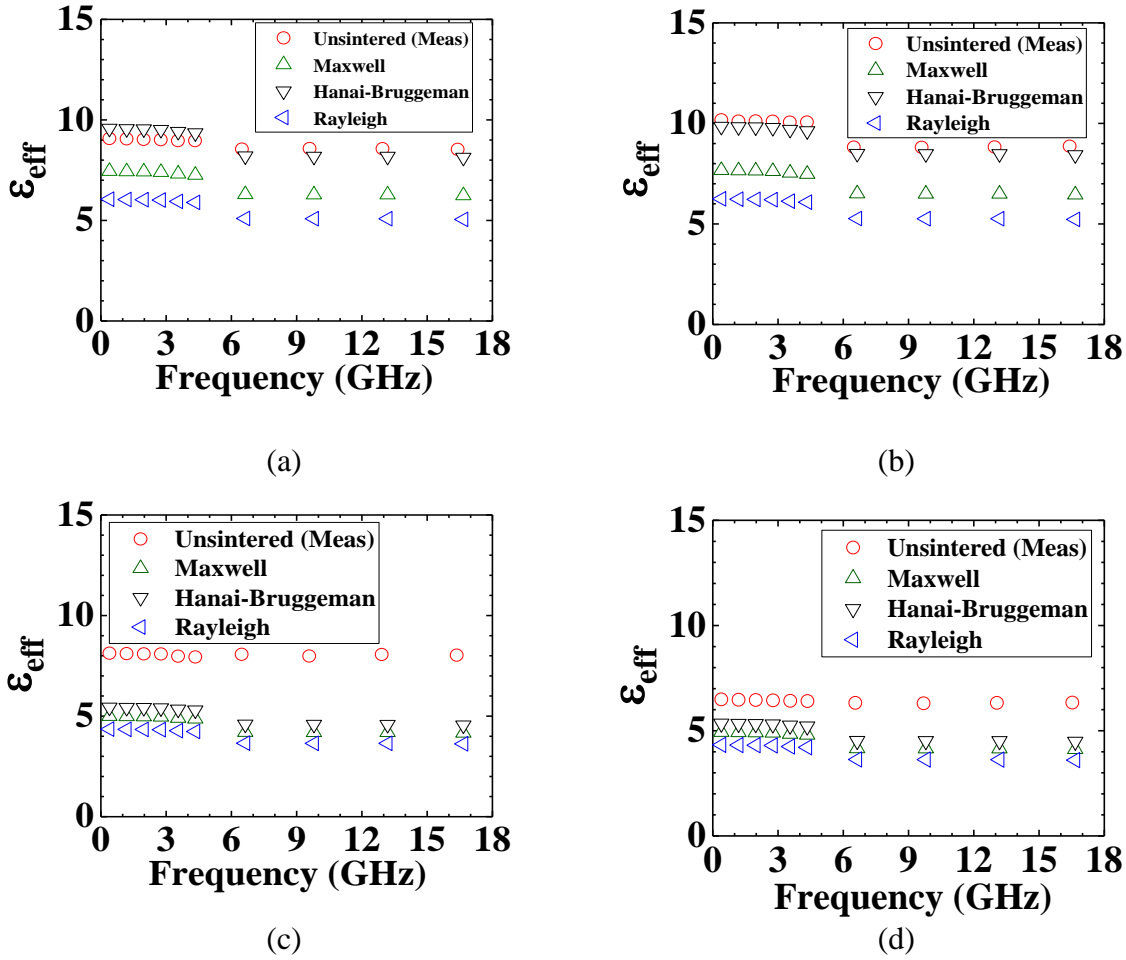 15
10
5
0
ε_eff
Unsintered (Meas)
Maxwell
Hanai-Bruggeman
Rayleigh
0 3 6 9 12 15 18
Frequency (GHz)
(a)
15
10
5
0
ε_eff
Unsintered (Meas)
Maxwell
Hanai-Bruggeman
Rayleigh
0 3 6 9 12 15 18
Frequency (GHz)
(b)
15
10
5
0
ε_eff
Unsintered (Meas)
Maxwell
Hanai-Bruggeman
Rayleigh
0 3 6 9 12 15 18
Frequency (GHz)
(c)
15
10
5
0
ε_eff
Unsintered (Meas)
Maxwell
Hanai-Bruggeman
Rayleigh
0 3 6 9 12 15 18
Frequency (GHz)
(d)